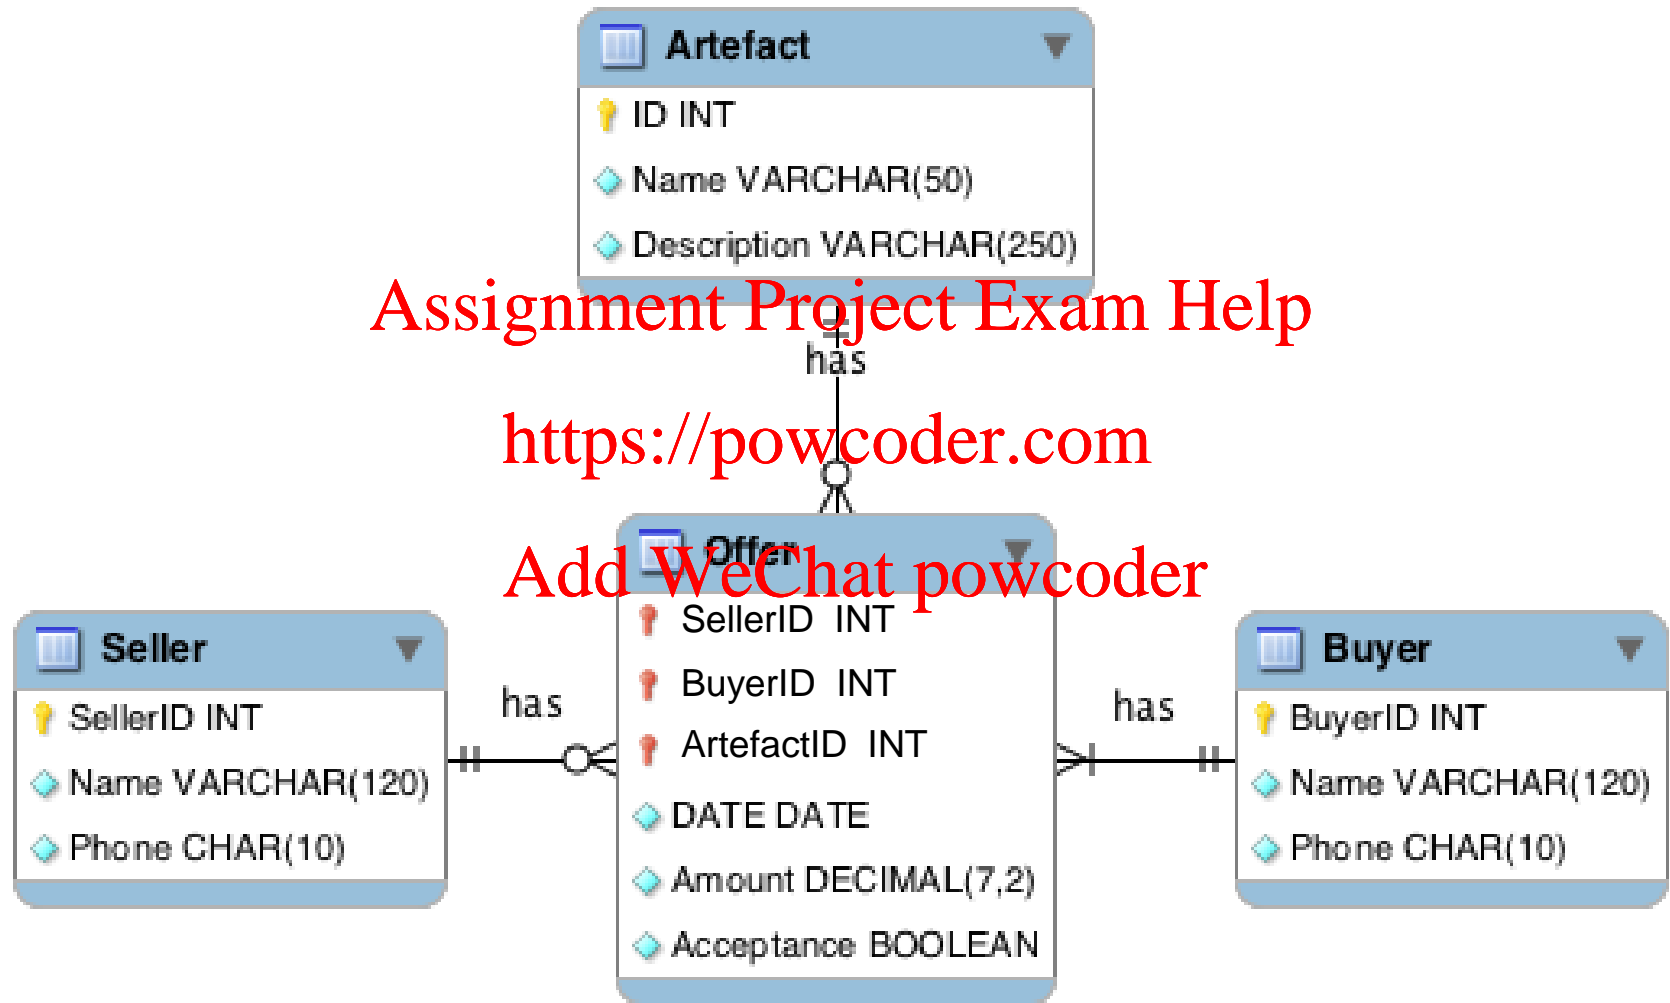 Artefact
ID INT
Name VARCHAR(50)
Description VARCHAR(250)
Assignment Project Exam Help
has
https://powcoder.com
Offer
Add WeChat powcoder
SellerID INT
BuyerID INT
ArtefactID INT
DATE DATE
Amount DECIMAL(7,2)
Acceptance BOOLEAN
Seller
SellerID INT
Name VARCHAR(120)
Phone CHAR(10)
has
has
Buyer
BuyerID INT
Name VARCHAR(120)
Phone CHAR(10)